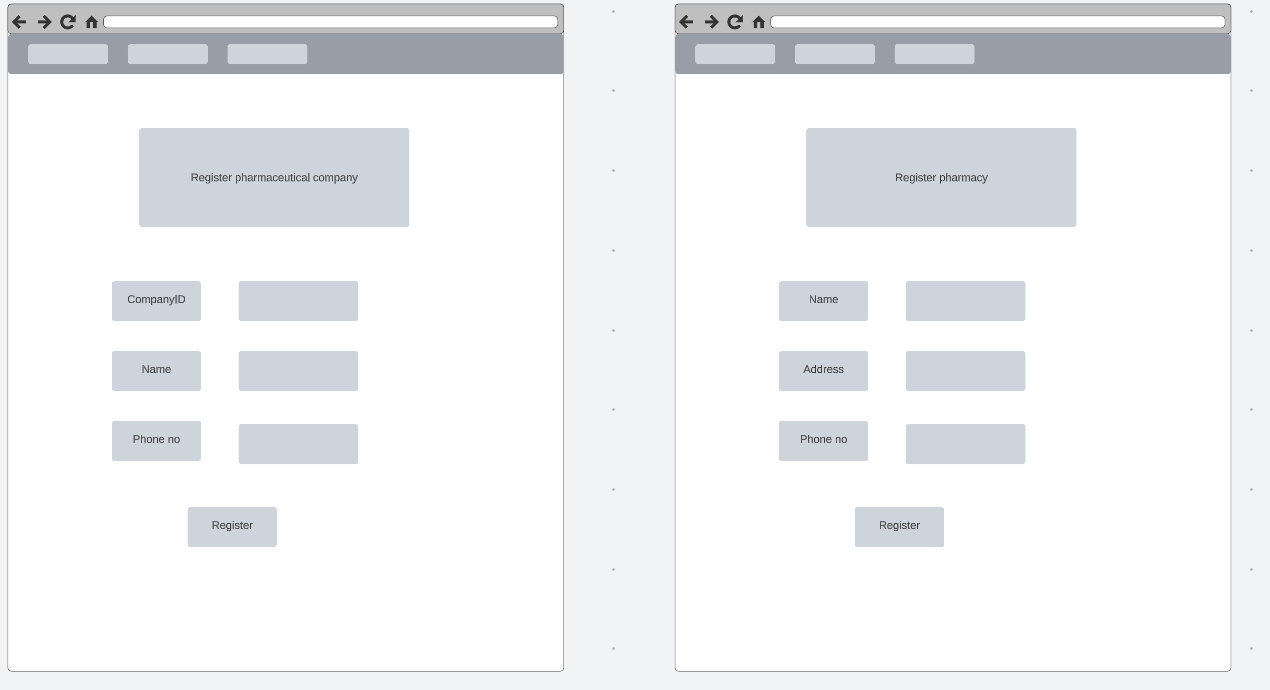 Register pharmaceutical company
CompanyID
Name
Phone no
Register
Register pharmacy
Name
Address
Phone no
Register